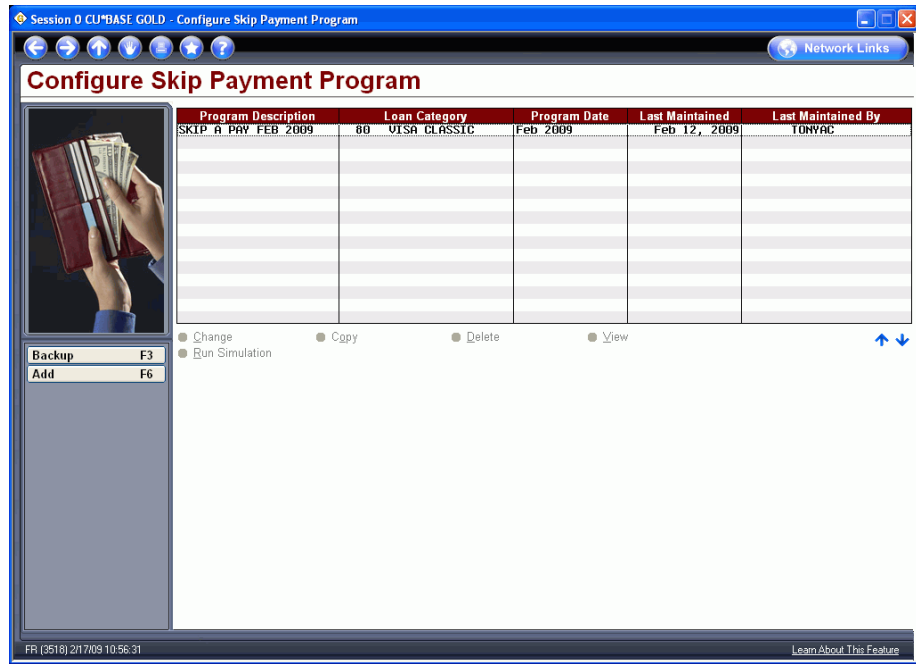 Session 0 CU*BASE GOLD - Configure Skip Payment Program
Network Links
Configure Skip Payment Program
Program Description Loan Category Program Date Last Maintained Last Maintained By
SKIP A PAY FEB 2009 80 VISA CLASSIC Feb 2009 Feb 12, 2009 TONYAC
Change Copy Delete View
Run Simulation
Backup F3
Add F6
FR (3518) 2/17/09 10:56:31
Learn About This Feature